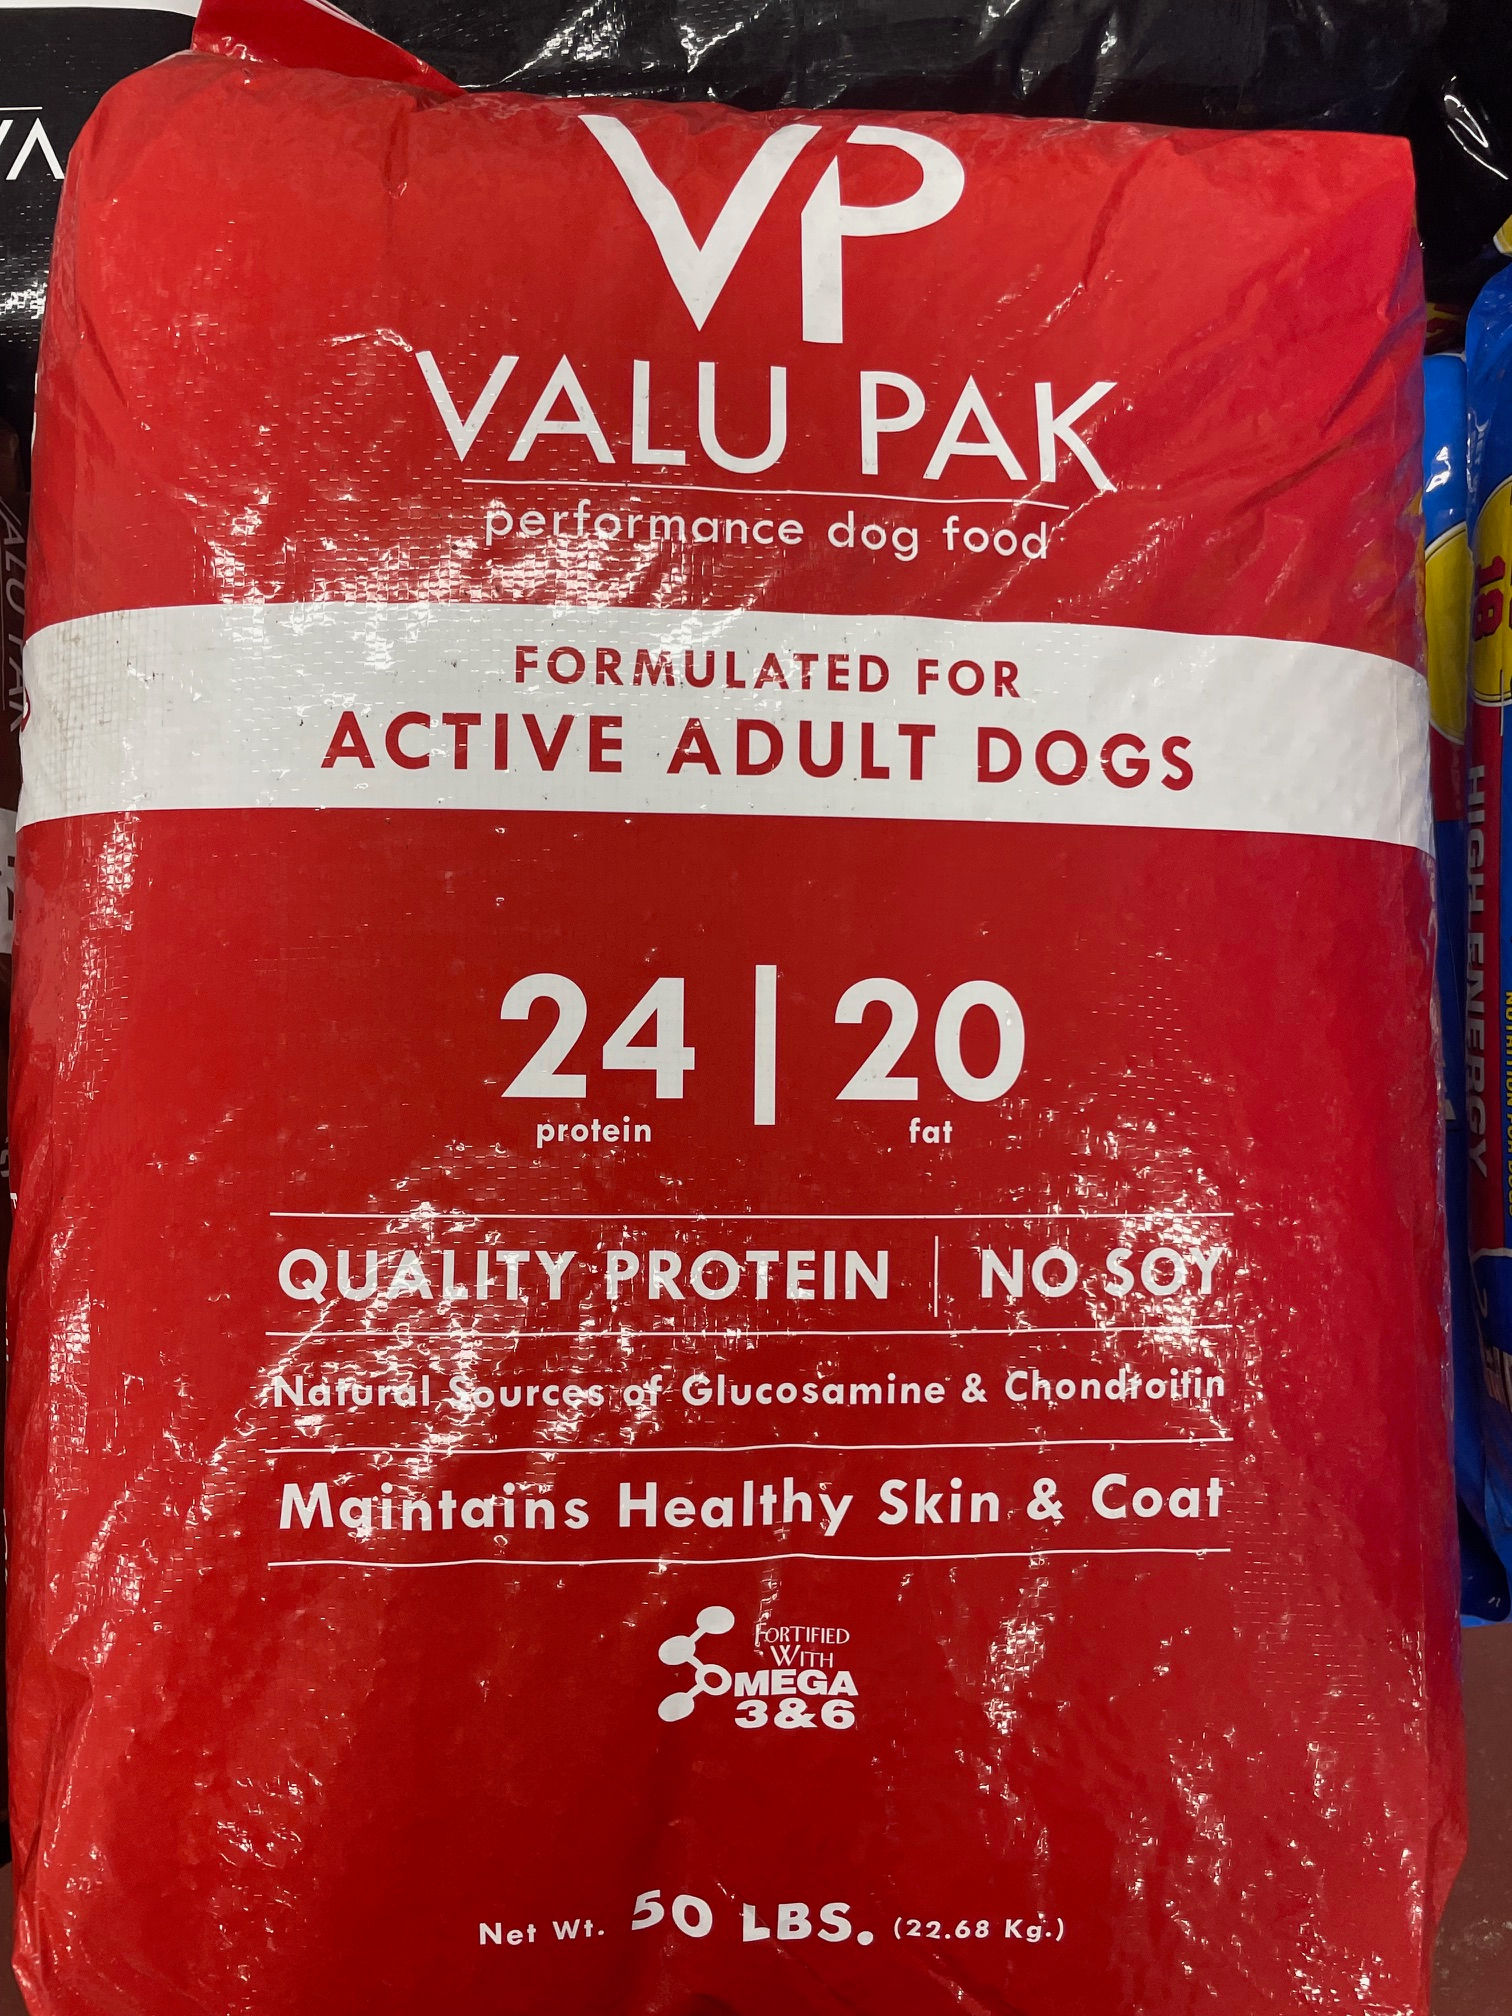 VP
VALU PAK
performance dog food
FORMULATED FOR
ACTIVE ADULT DOGS
24 | 20
protein fat
QUALITY PROTEIN | NO SOY
Natural Sources of Glucosamine & Chondroitin
Maintains Healthy Skin & Coat
FORTIFIED
WITH
OMEGA
3&6
Net Wt. 50 LBS. (22.68 Kg.)
VA
18
HIGH ENERGY